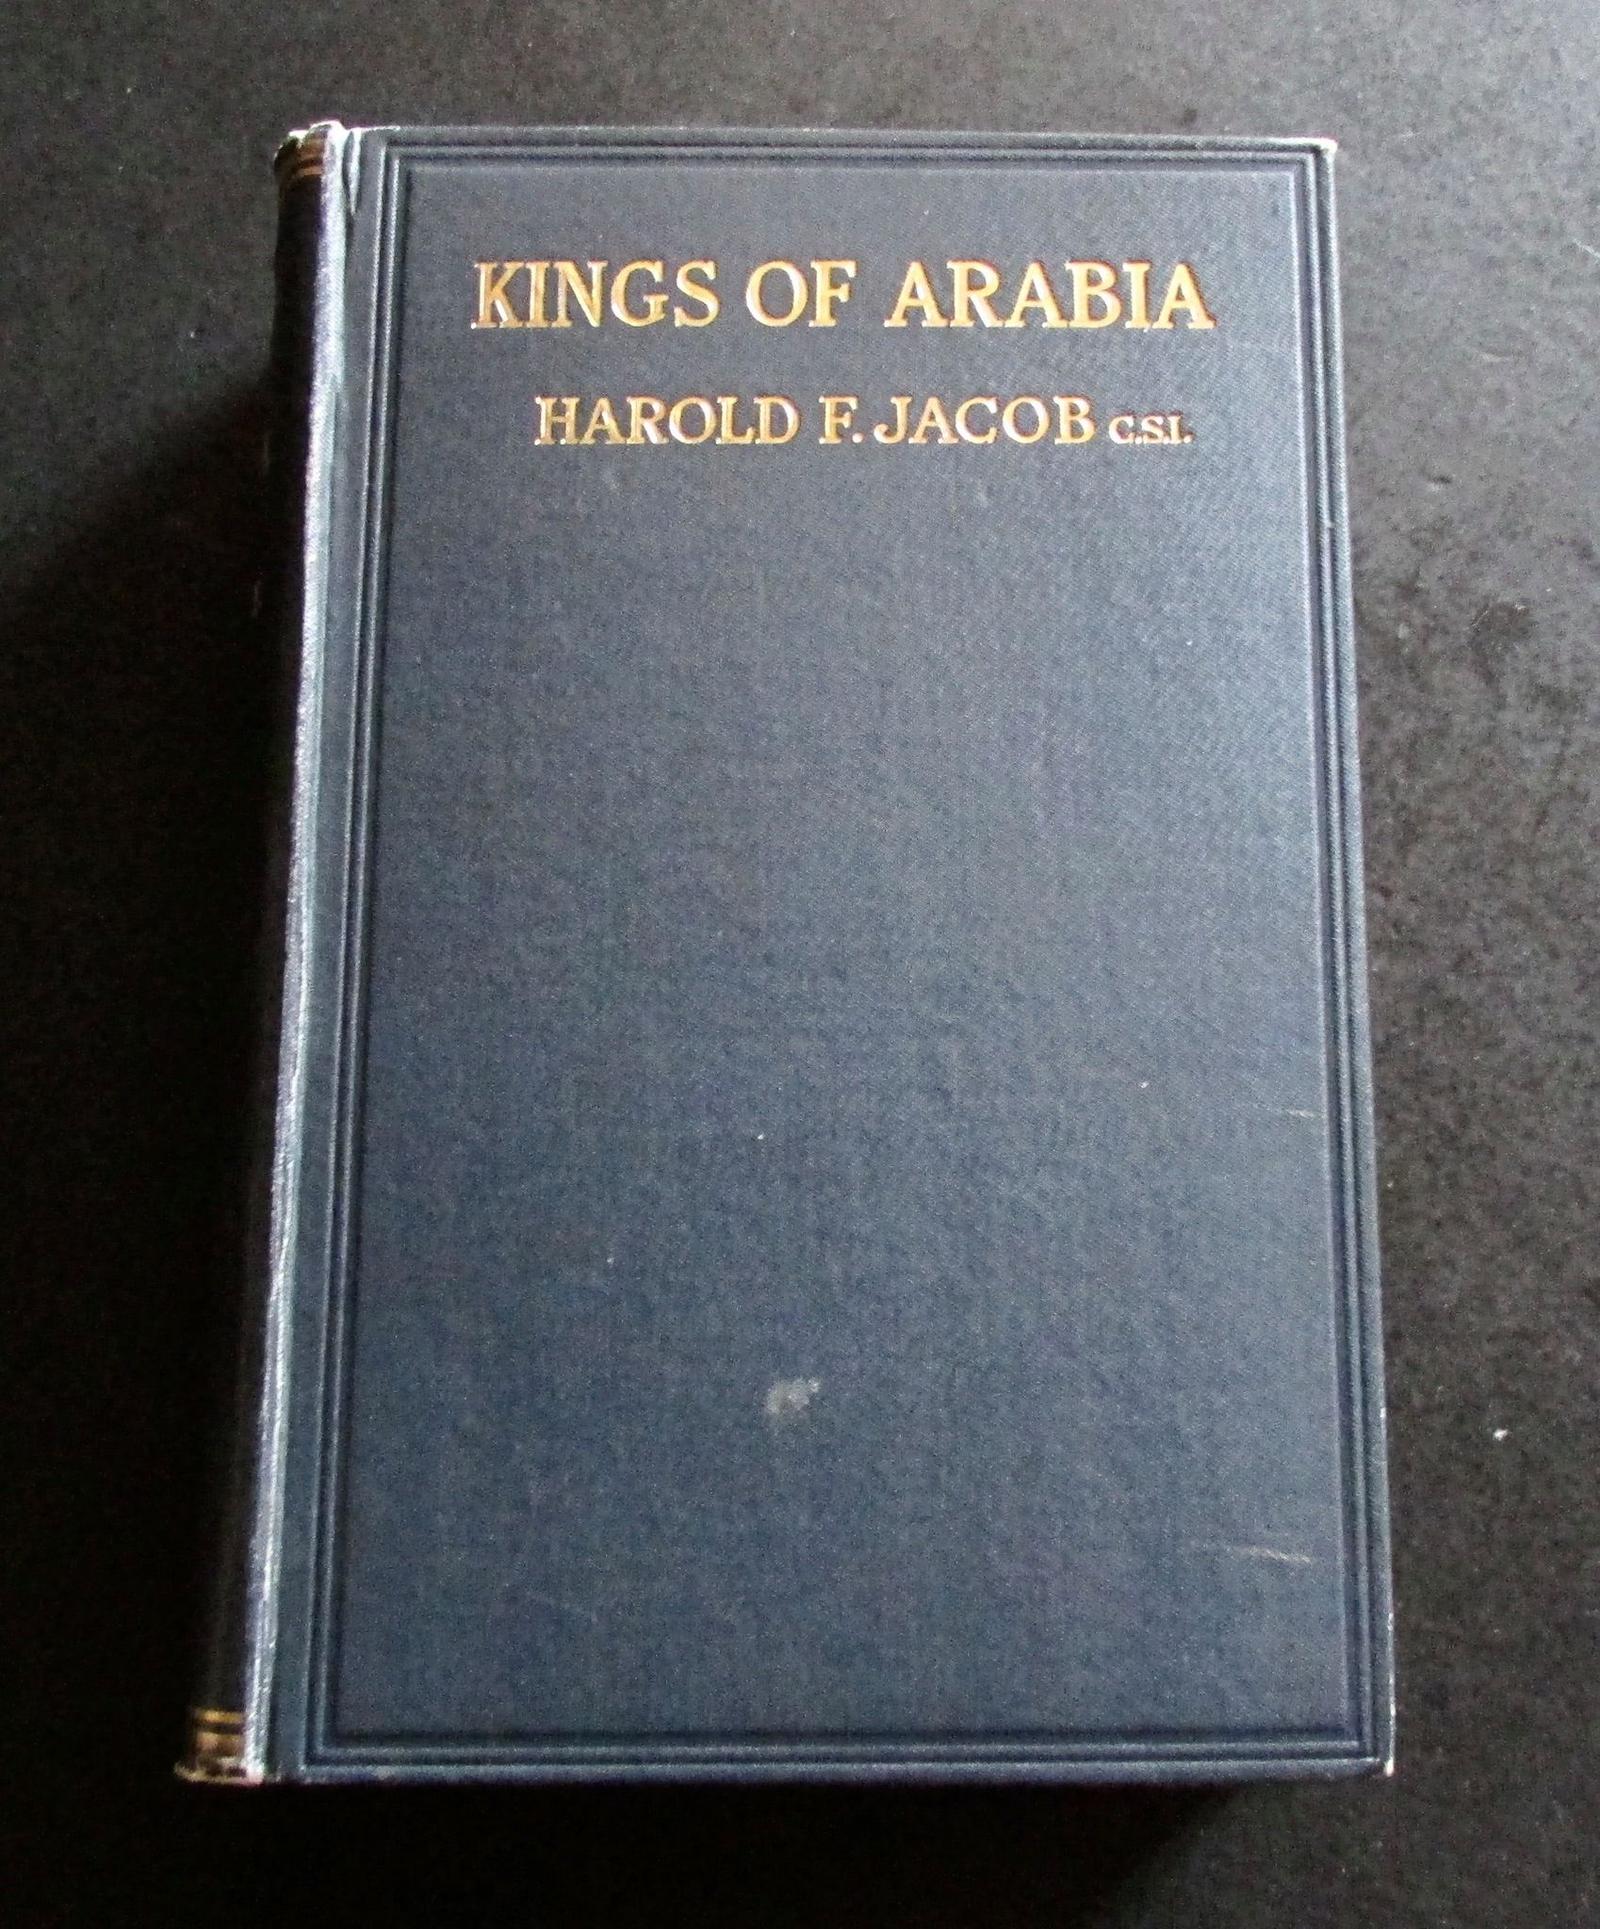 KINGS OF ARABIA
HAROLD F. JACOB C.S.I.